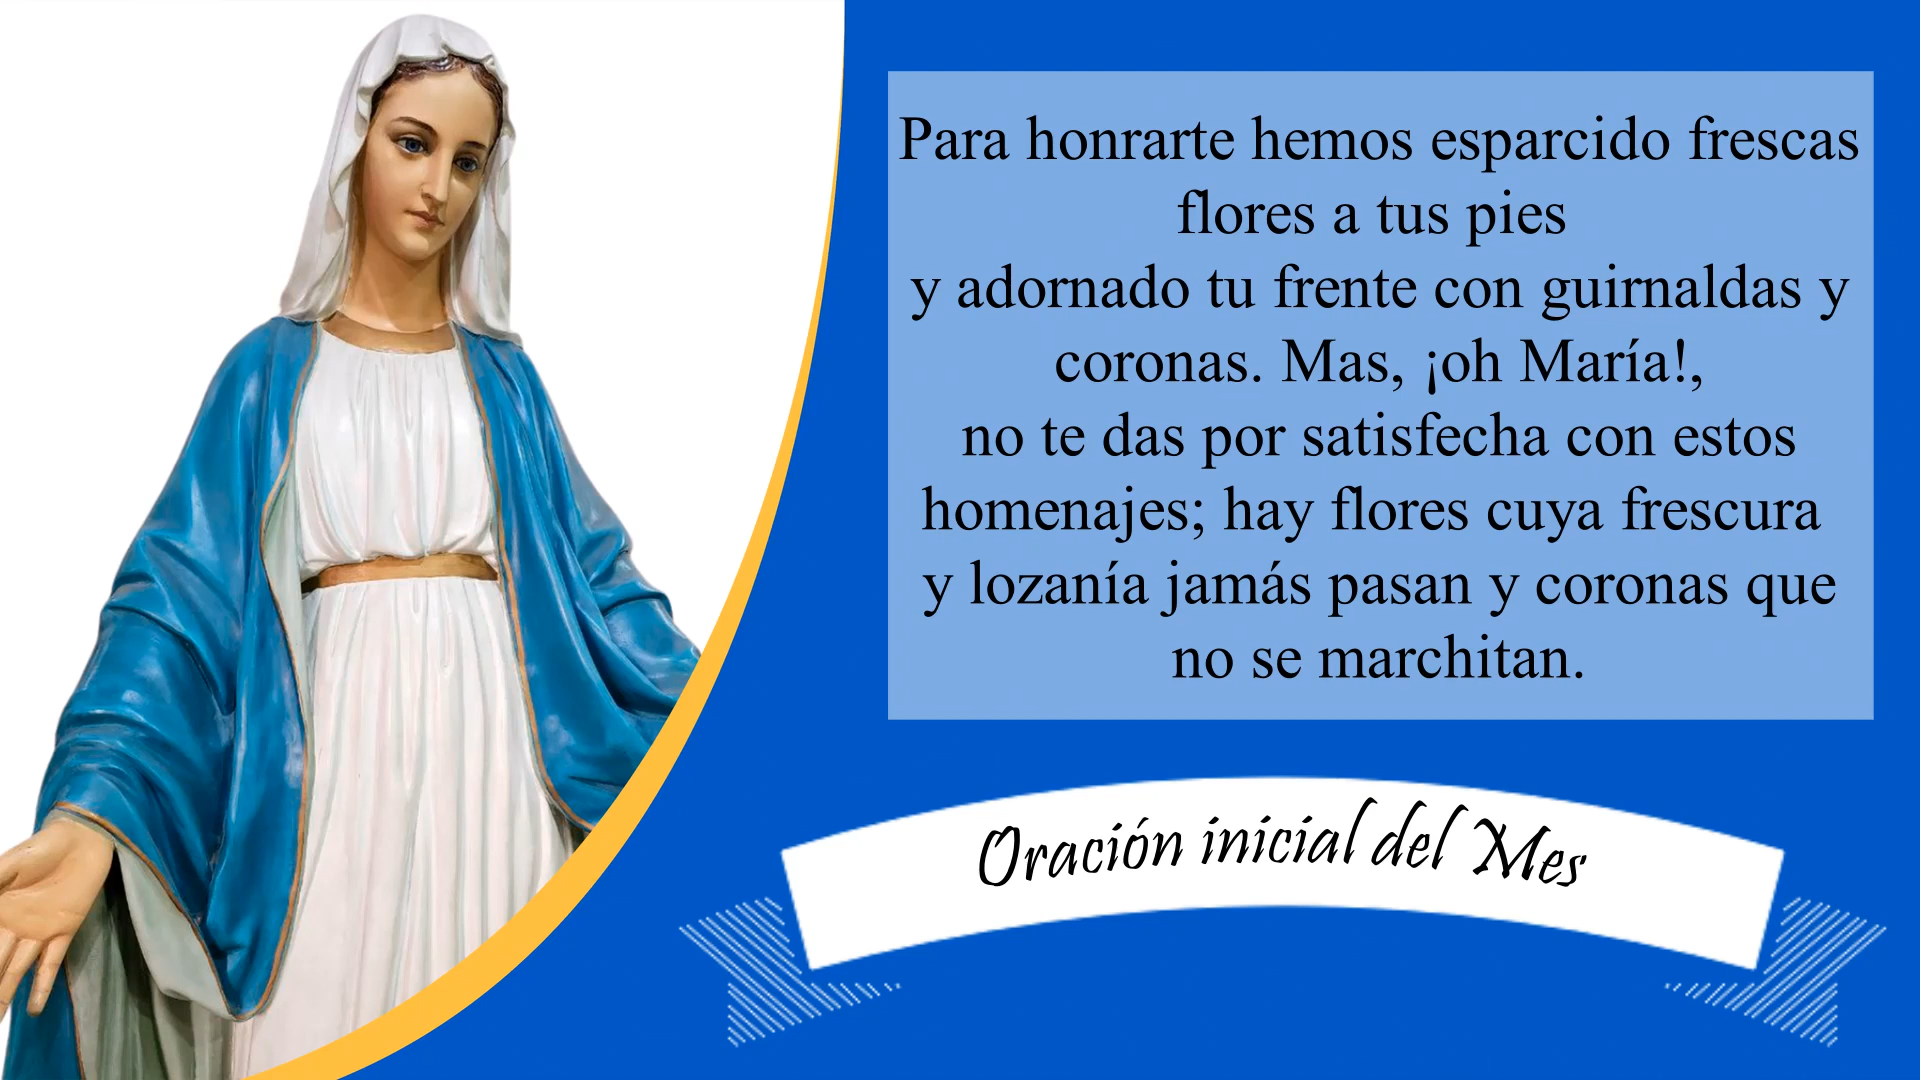 Para honrarte hemos esparcido frescas
flores a tus pies
y adornado tu frente con guirnaldas y
coronas. Mas, ¡oh María!,
no te das por satisfecha con estos
homenajes; hay flores cuya frescura
y lozanía jamás pasan y coronas que
no se marchitan.
Oración inicial del Mes